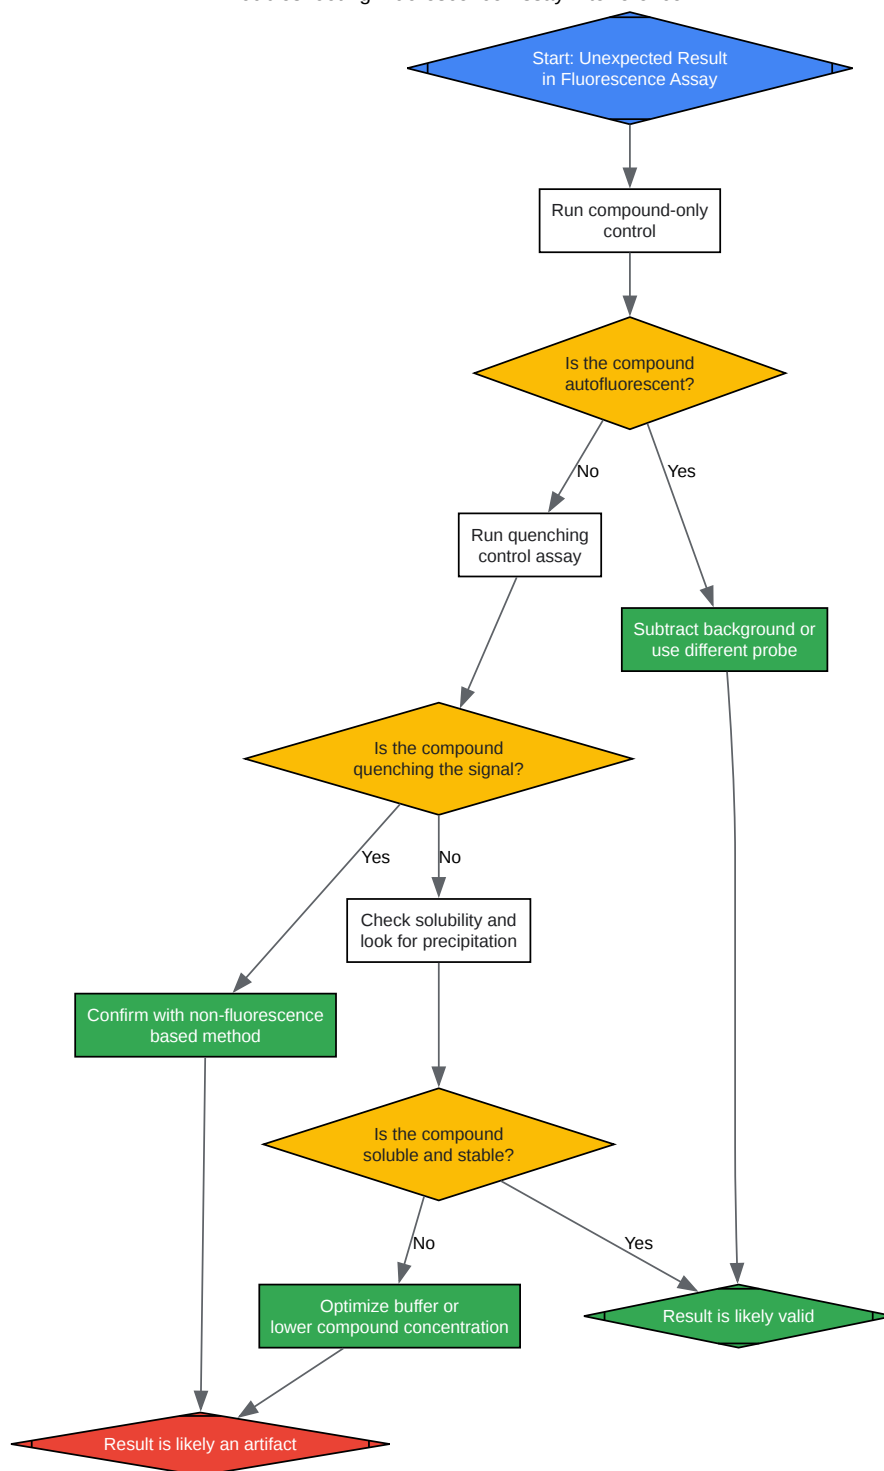 Start: Unexpected Result
in Fluorescence Assay
Run compound-only
control
Is the compound
autofluorescent?
No
Yes
Run quenching
control assay
Subtract background or
use different probe
Is the compound
quenching the signal?
Yes
No
Check solubility and
look for precipitation
Confirm with non-fluorescence
based method
Is the compound
soluble and stable?
No
Yes
Optimize buffer or
lower compound concentration
Result is likely valid
Result is likely an artifact